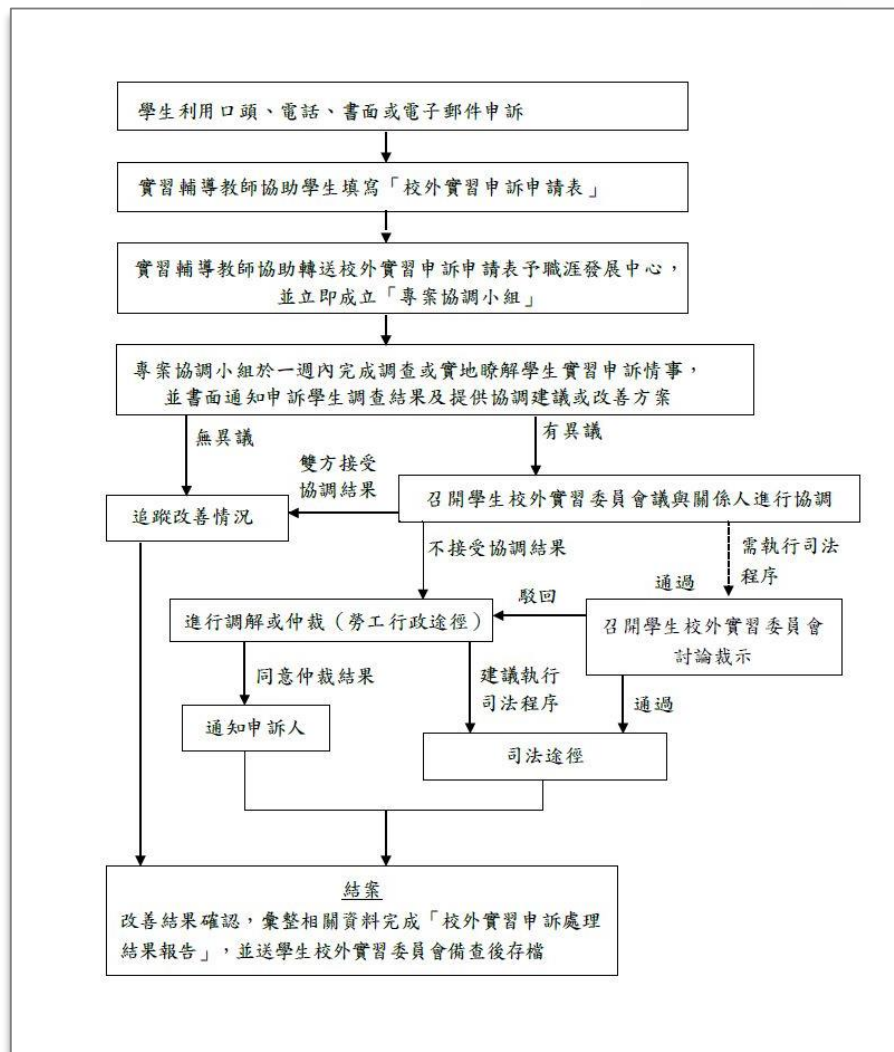 學生利用口頭、電話、書面或電子郵件申訴
實習輔導教師協助學生填寫「校外實習申訴申請表」
實習輔導教師協助轉送校外實習申訴申請表予職涯發展中心，
並立即成立「專案協調小組」
專案協調小組於一週內完成調查或實地瞭解學生實習申訴情事，
並書面通知申訴學生調查結果及提供協調建議或改善方案
無異議
有異議
雙方接受
協調結果
召開學生校外實習委員會議與關係人進行協調
追蹤改善情況
不接受協調結果
需執行司法
程序
通過
駁回
進行調解或仲裁（勞工行政途徑）
召開學生校外實習委員會
討論裁示
同意仲裁結果
建議執行
司法程序
通過
通知申訴人
司法途徑
結案
改善結果確認，彙整相關資料完成「校外實習申訴處理
結果報告」，並送學生校外實習委員會備查後存檔